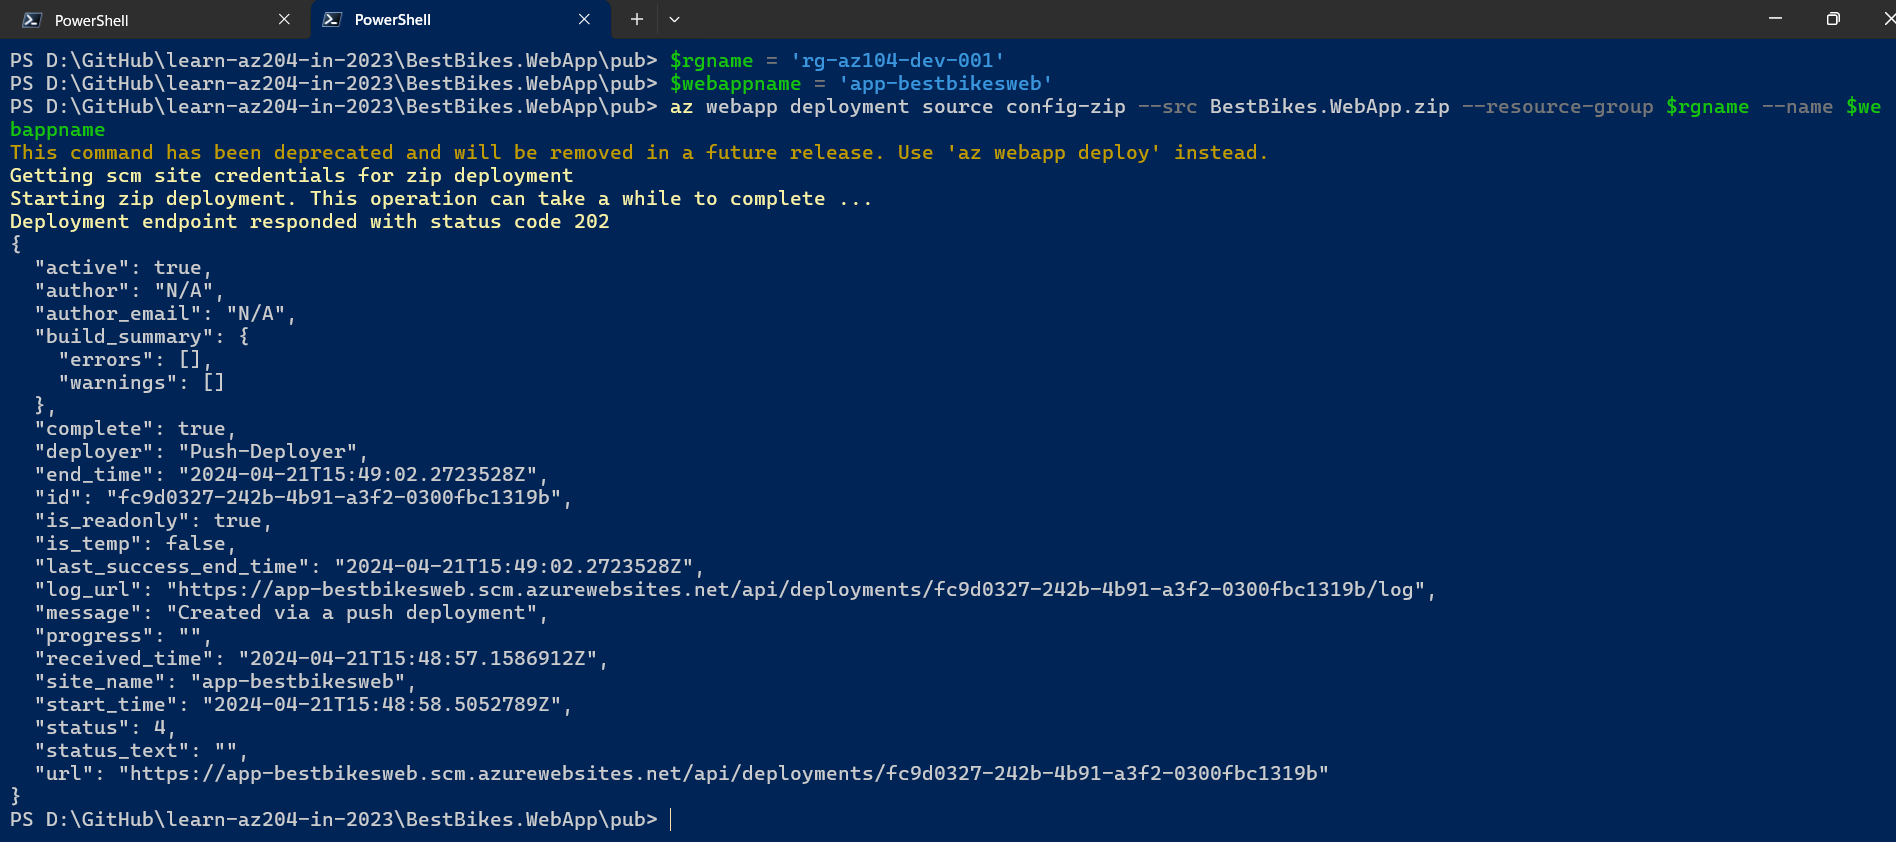 PowerShell
PowerShell
PS D:\GitHub\learn-az204-in-2023\BestBikes.WebApp\pub> $rgname = 'rg-az104-dev-001'
PS D:\GitHub\learn-az204-in-2023\BestBikes.WebApp\pub> $webappname = 'app-bestbikesweb'
PS D:\GitHub\learn-az204-in-2023\BestBikes.WebApp\pub> az webapp deployment source config-zip --src BestBikes.WebApp.zip --resource-group $rgname --name $we
bappname
This command has been deprecated and will be removed in a future release. Use 'az webapp deploy' instead.
Getting scm site credentials for zip deployment
Starting zip deployment. This operation can take a while to complete ...
Deployment endpoint responded with status code 202
{
  "active": true,
  "author": "N/A",
  "author_email": "N/A",
  "build_summary": {
    "errors": [],
    "warnings": []
  },
  "complete": true,
  "deployer": "Push-Deployer",
  "end_time": "2024-04-21T15:49:02.2723528Z",
  "id": "fc9d0327-242b-4b91-a3f2-0300fbc1319b",
  "is_readonly": true,
  "is_temp": false,
  "last_success_end_time": "2024-04-21T15:49:02.2723528Z",
  "log_url": "https://app-bestbikesweb.scm.azurewebsites.net/api/deployments/fc9d0327-242b-4b91-a3f2-0300fbc1319b/log",
  "message": "Created via a push deployment",
  "progress": "",
  "received_time": "2024-04-21T15:48:57.1586912Z",
  "site_name": "app-bestbikesweb",
  "start_time": "2024-04-21T15:48:58.5052789Z",
  "status": 4,
  "status_text": "",
  "url": "https://app-bestbikesweb.scm.azurewebsites.net/api/deployments/fc9d0327-242b-4b91-a3f2-0300fbc1319b"
}
PS D:\GitHub\learn-az204-in-2023\BestBikes.WebApp\pub>